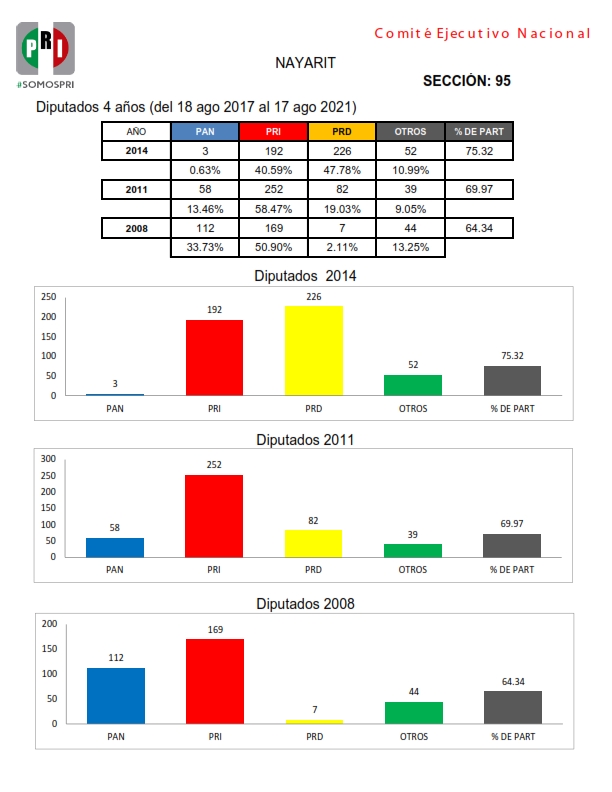 Comité Ejecutivo Nacional
PRI
#SOMOSPRI
NAYARIT
SECCIÓN: 95
Diputados 4 años (del 18 ago 2017 al 17 ago 2021)
AÑO PAN PRI PRD OTROS % DE PART
2014 3 192 226 52 75.32
0.63% 40.59% 47.78% 10.99%
2011 58 252 82 39 69.97
13.46% 58.47% 19.03% 9.05%
2008 112 169 7 44 64.34
33.73% 50.90% 2.11% 13.25%
Diputados 2014
250
200
150
100
50
0
3 192 226 52 75.32
PAN PRI PRD OTROS % DE PART
Diputados 2011
300
250
200
150
100
50
0
58 252 82 39 69.97
PAN PRI PRD OTROS % DE PART
Diputados 2008
200
150
100
50
0
112 169 7 44 64.34
PAN PRI PRD OTROS % DE PART